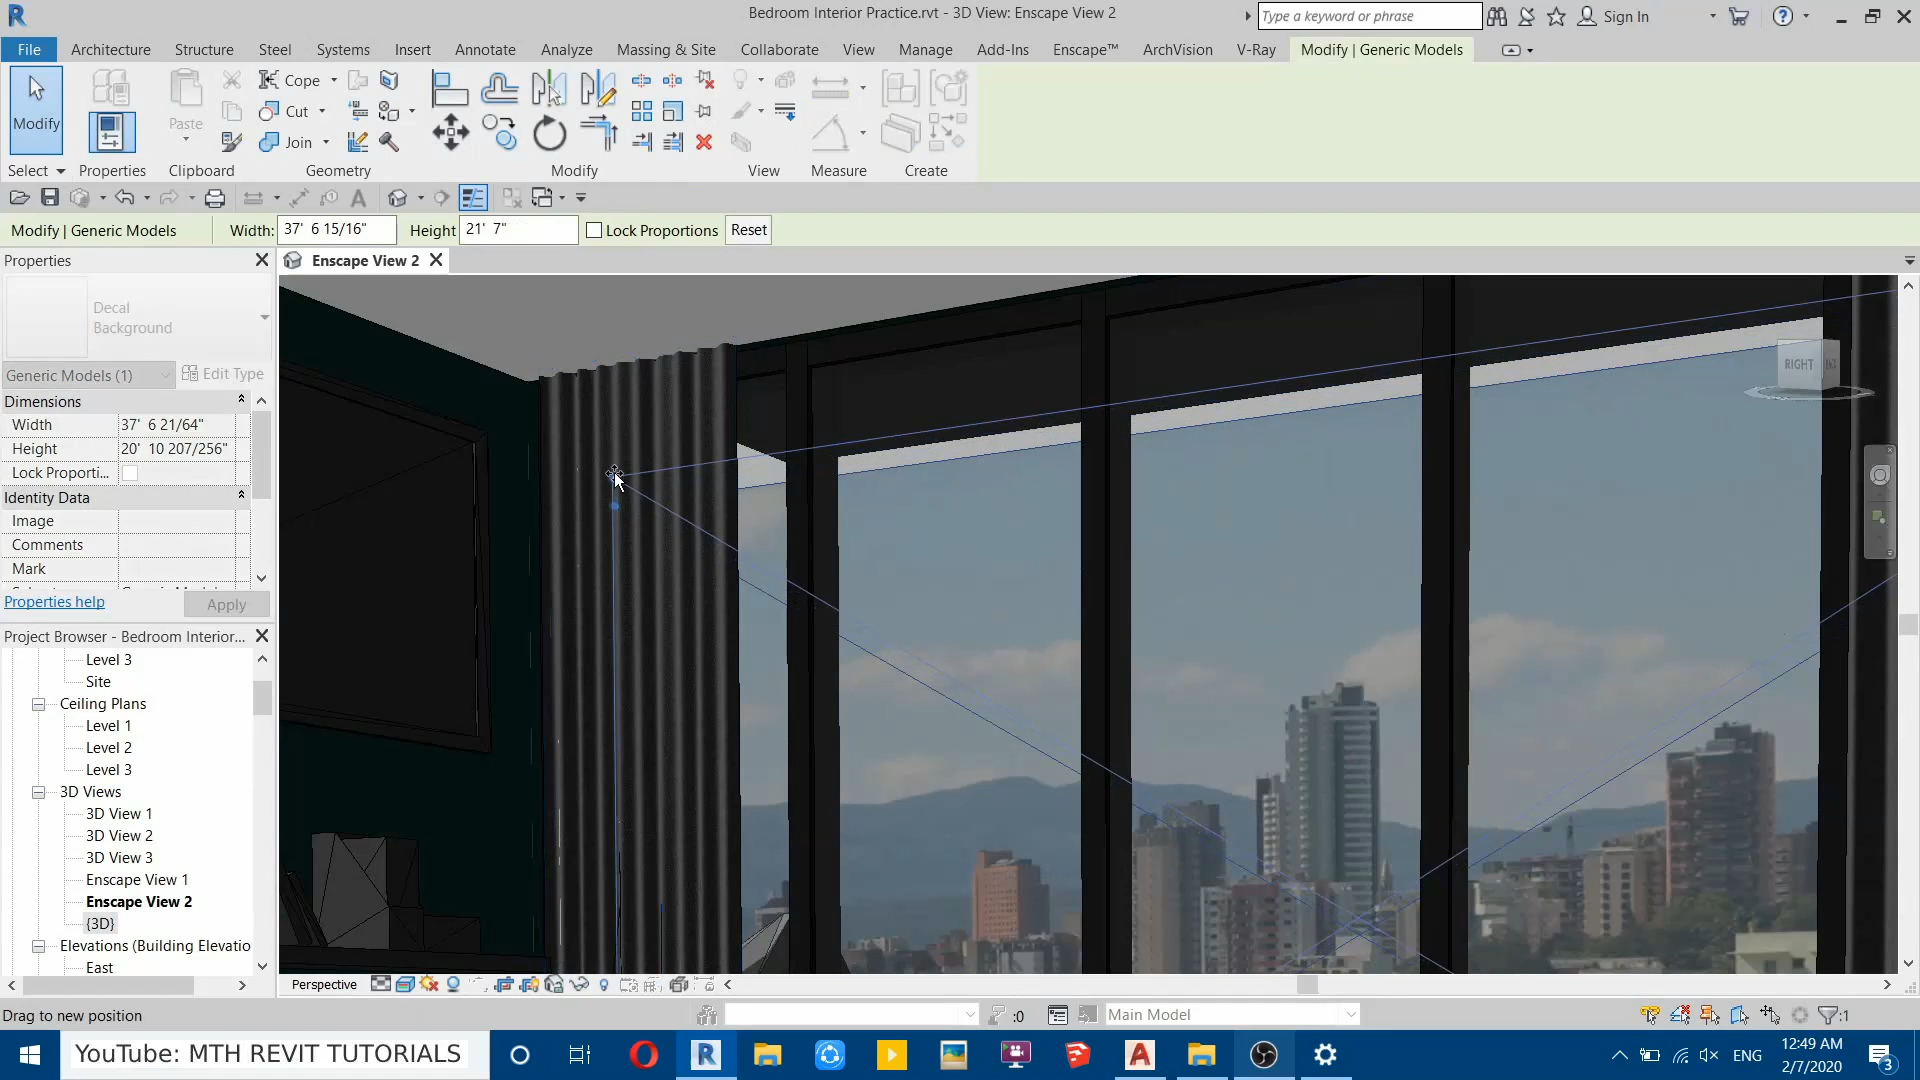 Bedroom Interior Practice.rvt - 3D View: Enscape View 2
Type a keyword or phrase
Sign In
File
Architecture
Structure
Steel
Systems
Insert
Annotate
Analyze
Massing & Site
Collaborate
View
Manage
Add-Ins
Enscape™
ArchVision
V-Ray
Modify | Generic Models
Modify
Paste
Cope
Cut
Join
Select
Properties
Clipboard
Geometry
Modify
View
Measure
Create
Modify | Generic Models
Width: 37' 6 15/16"
Height 21' 7"
Lock Proportions
Reset
Properties
Enscape View 2
Decal
Background
Generic Models (1)
Edit Type
Dimensions
Width 37' 6 21/64"
Height 20' 10 207/256"
Lock Proporti...
Identity Data
Image
Comments
Mark
Properties help
Apply
Project Browser - Bedroom Interior...
Level 3
Site
Ceiling Plans
Level 1
Level 2
Level 3
3D Views
3D View 1
3D View 2
3D View 3
Enscape View 1
Enscape View 2
{3D}
Elevations (Building Elevatio
East
RIGHT
Perspective
Drag to new position
:0
Main Model
:1
YouTube: MTH REVIT TUTORIALS
ENG
12:49 AM
2/7/2020
3